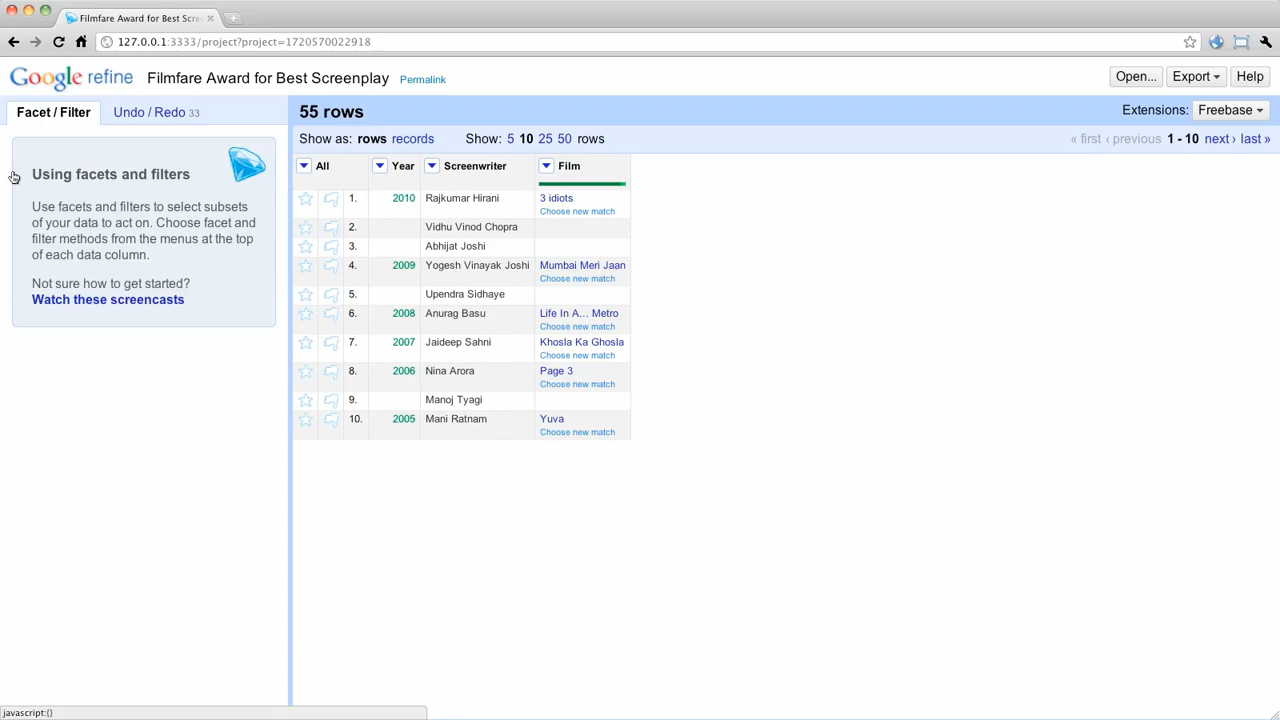 Filmfare Award for Best Scre
127.0.0.1:3333/project?project=1720570022918
Google refine Filmfare Award for Best Screenplay Permalink Open... Export Help
Facet / Filter Undo / Redo 33 55 rows Extensions: Freebase
Show as: rows records Show: 5 10 25 50 rows « first ‹ previous 1 - 10 next › last »
Using facets and filters
Use facets and filters to select subsets
of your data to act on. Choose facet and
filter methods from the menus at the top
of each data column.
Not sure how to get started?
Watch these screencasts
All Year Screenwriter Film
1. 2010 Rajkumar Hirani 3 idiots
Choose new match
2. Vidhu Vinod Chopra
3. Abhijat Joshi
4. 2009 Yogesh Vinayak Joshi Mumbai Meri Jaan
Choose new match
5. Upendra Sidhaye
6. 2008 Anurag Basu Life In A... Metro
Choose new match
7. 2007 Jaideep Sahni Khosla Ka Ghosla
Choose new match
8. 2006 Nina Arora Page 3
Choose new match
9. Manoj Tyagi
10. 2005 Mani Ratnam Yuva
Choose new match
javascript:{}